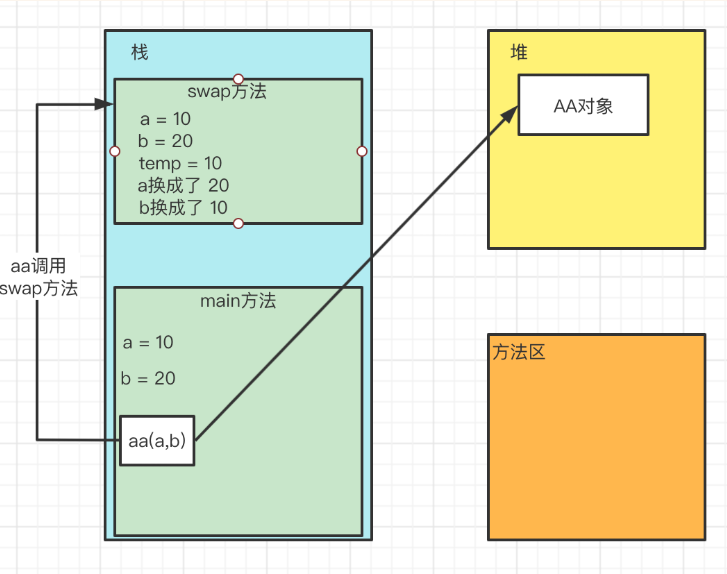 栈
swap方法
a = 10
b = 20
temp = 10
a换成了 20
b换成了 10
aa调用
swap方法
main方法
a = 10
b = 20
aa(a,b)
堆
AA对象
方法区